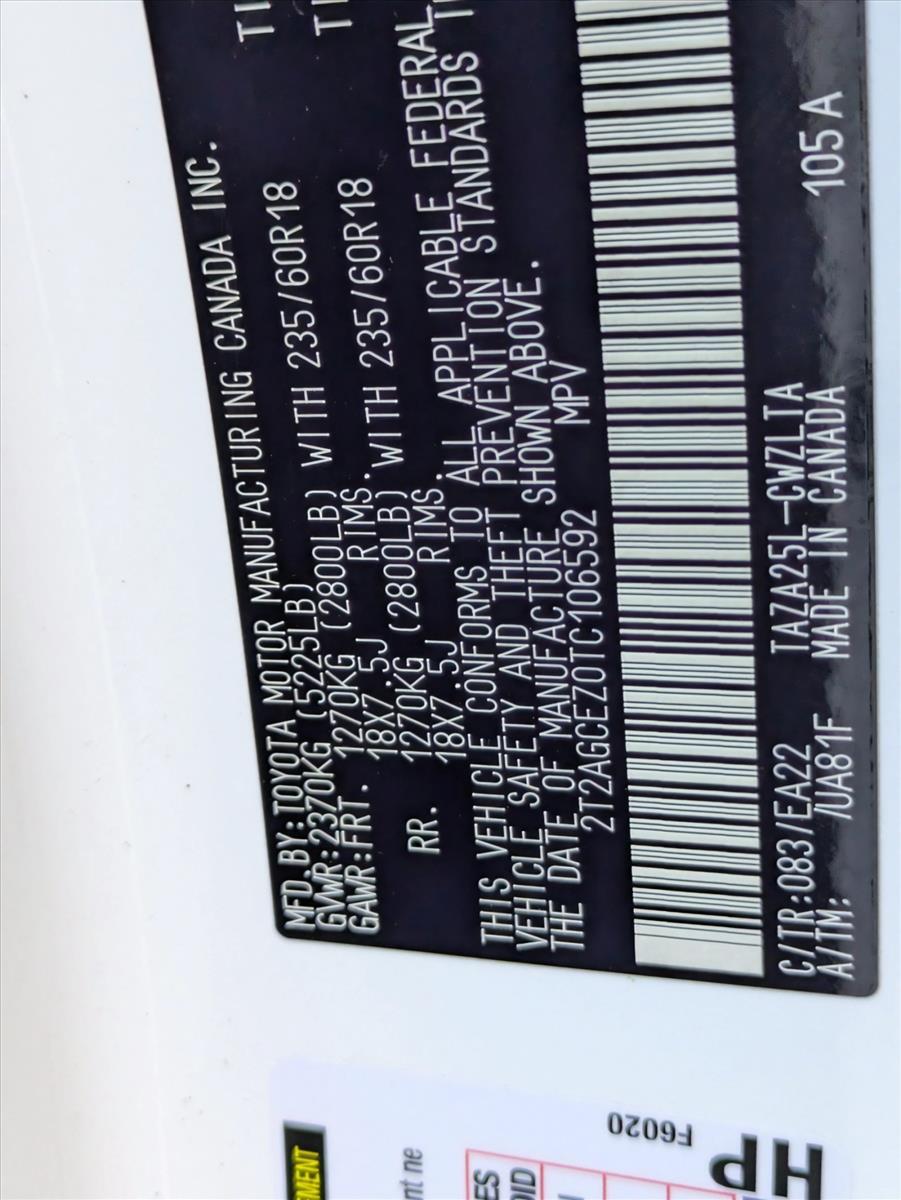 MFD.BY:TOYOTA MOTOR MANUFACTURING CANADA INC.
GVWR:2370KG (5225LB)
GAWR:FRT. 1270KG (2800LB) WITH 235/60R18
18X7.5J RIMS.
RR. 1270KG (2800LB) WITH 235/60R18
18X7.5J RIMS.
THIS VEHICLE CONFORMS TO ALL APPLICABLE FEDERAL
VEHICLE SAFETY AND THEFT PREVENTION STANDARDS
THE DATE OF MANUFACTURE SHOWN ABOVE.
2T2AGCEZ0TC106592 MPV
C/TR:083/EA22 TAZA25L-CWZLTA
A/TM: /UA81F MADE IN CANADA 105 A
F6020
HP